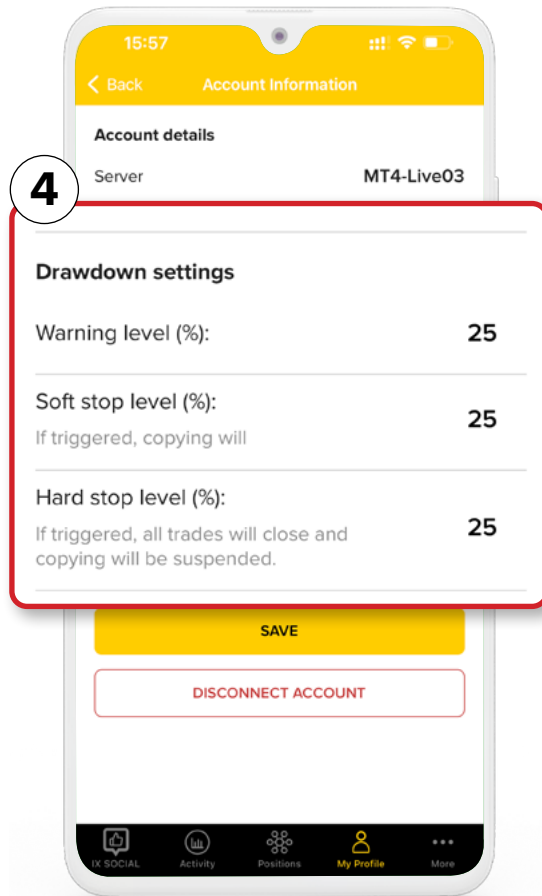 15:57
Back Account Information
Account details
Server MT4-Live03
4
Drawdown settings
Warning level (%): 25
Soft stop level (%): 25
If triggered, copying will
Hard stop level (%): 25
If triggered, all trades will close and
copying will be suspended.
SAVE
DISCONNECT ACCOUNT
IX SOCIAL Activity Positions My Profile More